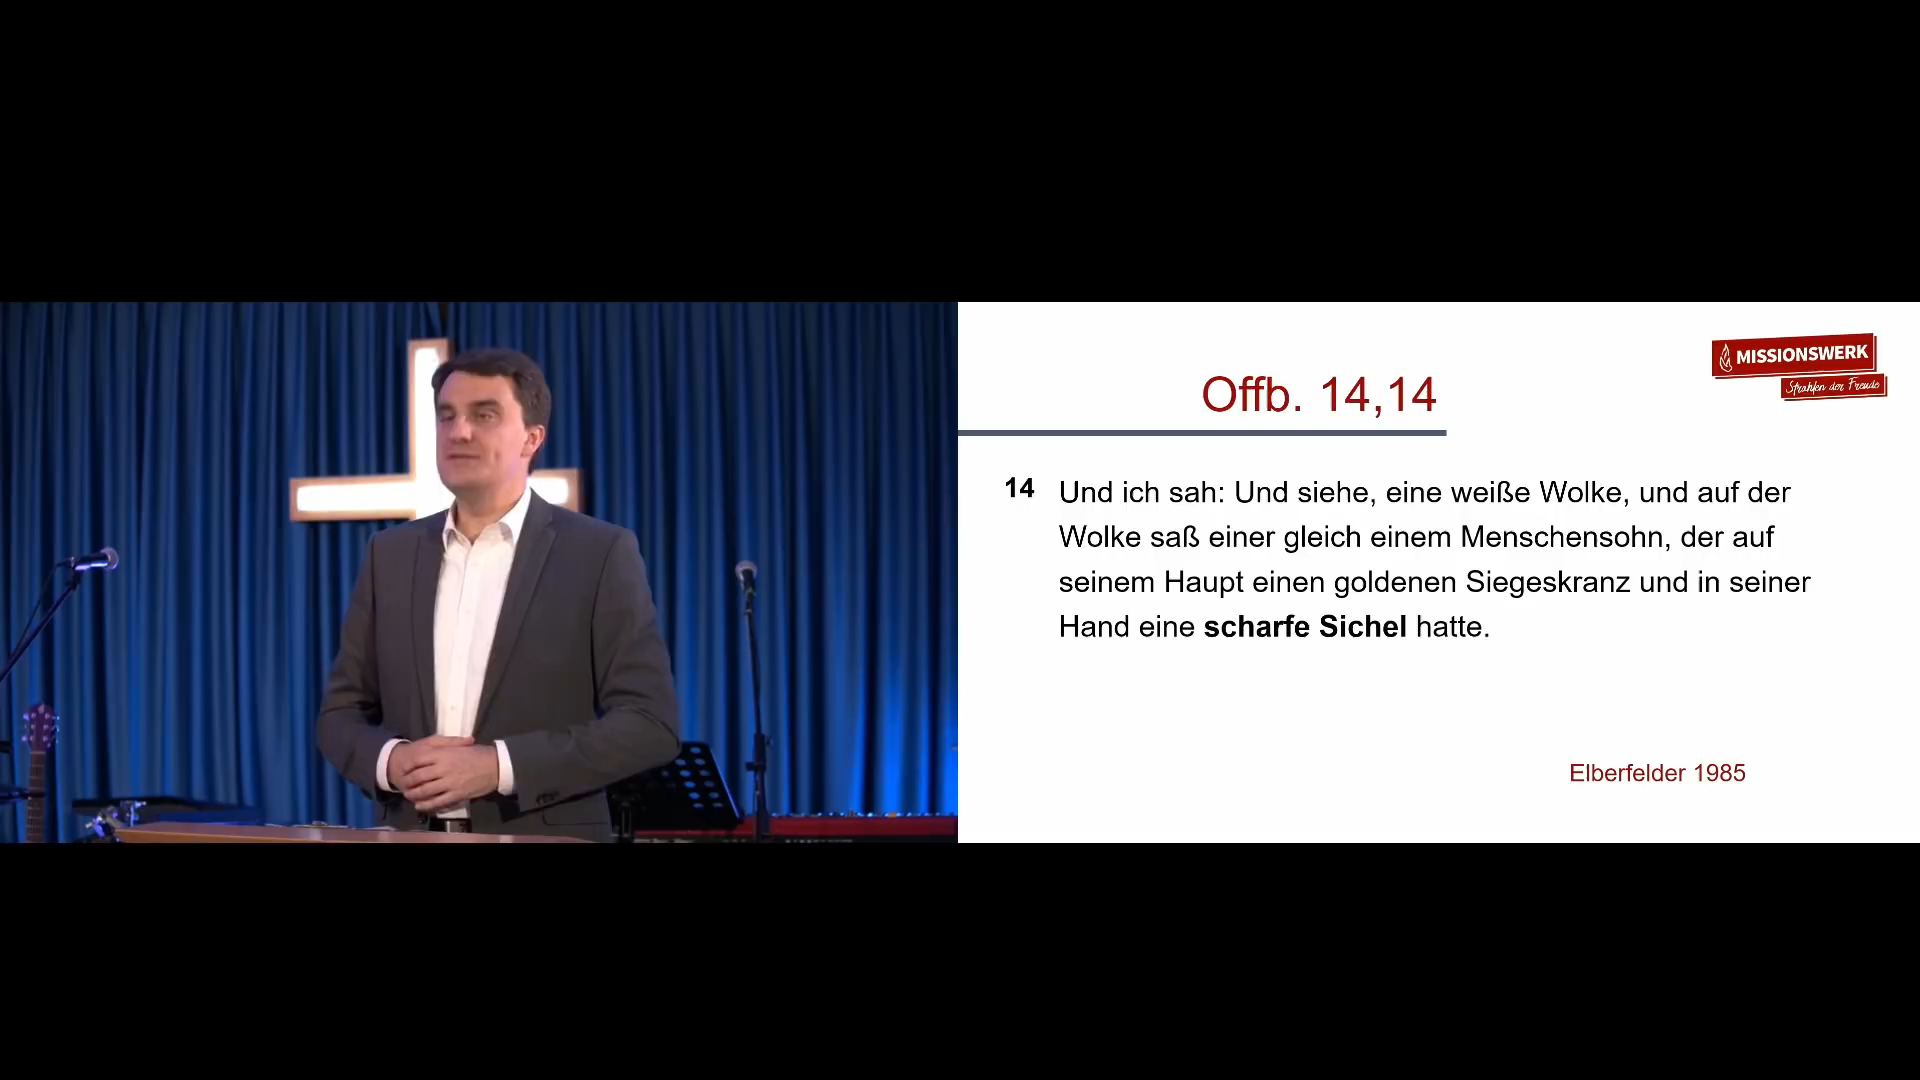 Offb. 14,14
MISSIONSWERK
Strahlen der Freude
14 Und ich sah: Und siehe, eine weiße Wolke, und auf der
Wolke saß einer gleich einem Menschensohn, der auf
seinem Haupt einen goldenen Siegeskranz und in seiner
Hand eine scharfe Sichel hatte.
Elberfelder 1985